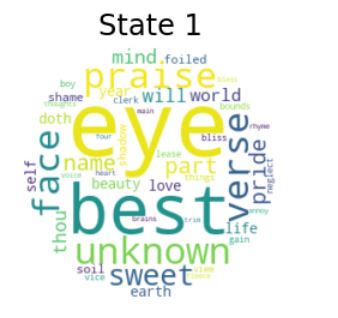 State 1
mind
foiled
praise
bless
boy
thoughts
year
shame
clerk
will
world
bounds
main
eye
doth
rhyme
four
shadow
bliss
face
name
lease
part
verse
pride
neglect
self
voice
heart
things
beauty
love
best
thou
brains
trim
annoy
life
gain
unknown
soil
view
vice
sweet
fleece
earth